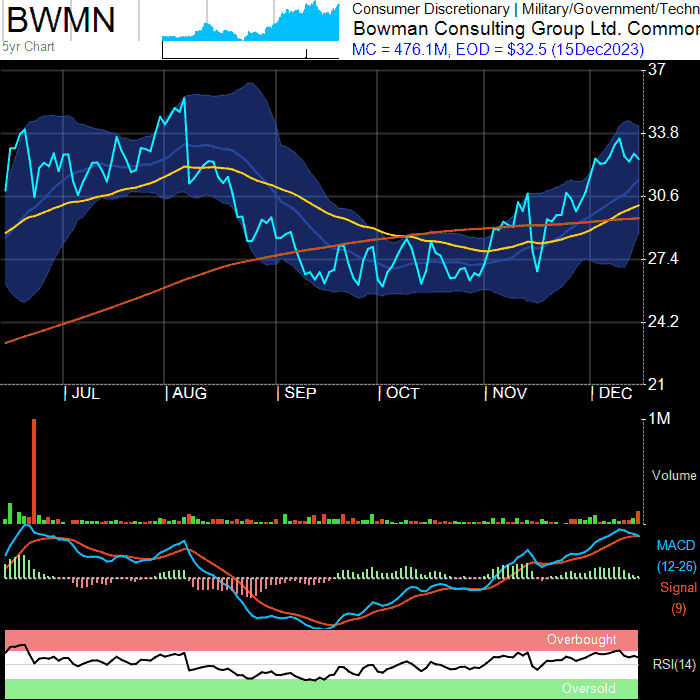 BWMN
5yr Chart
Consumer Discretionary | Military/Government/Techn
Bowman Consulting Group Ltd. Common
MC = 476.1M, EOD = $32.5 (15Dec2023)
37
33.8
30.6
27.4
24.2
21
| JUL | AUG | SEP | OCT | NOV | DEC
1M
Volume
MACD
(12-26)
Signal
(9)
Overbought
RSI(14)
Oversold